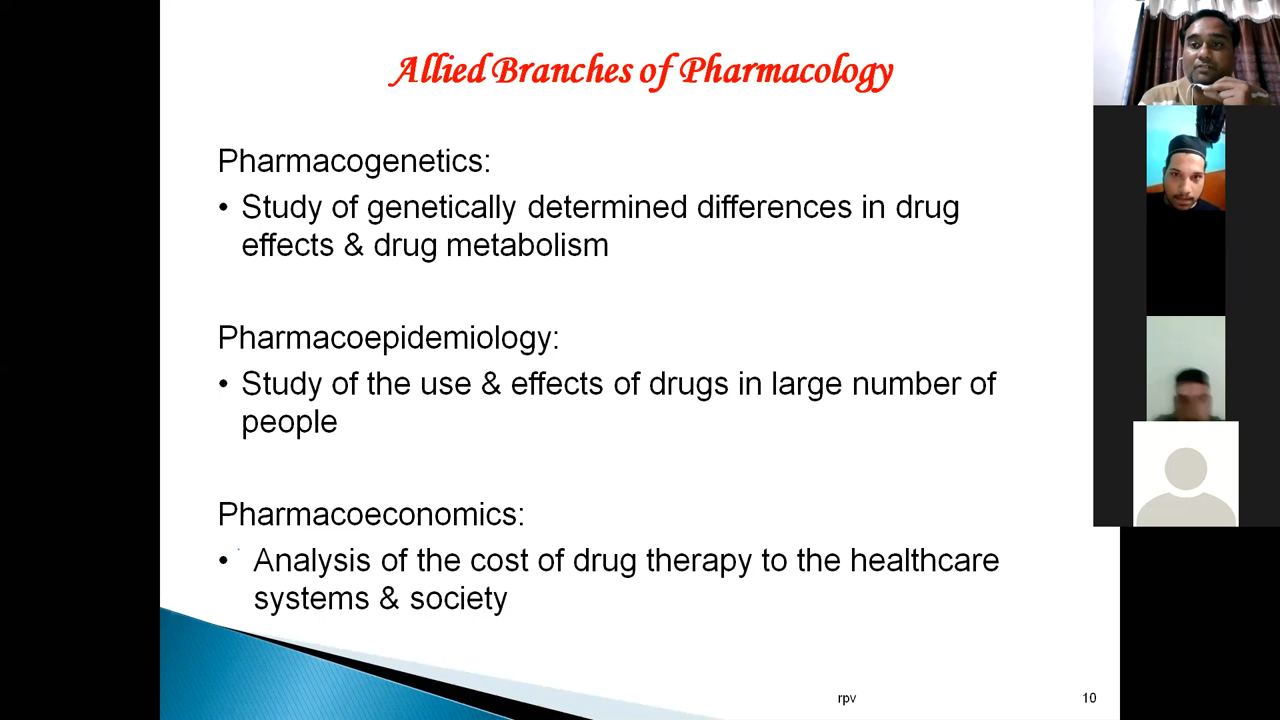 Allied Branches of Pharmacology
Pharmacogenetics:
• Study of genetically determined differences in drug
effects & drug metabolism
Pharmacoepidemiology:
• Study of the use & effects of drugs in large number of
people
Pharmacoeconomics:
• Analysis of the cost of drug therapy to the healthcare
systems & society
rpv
10